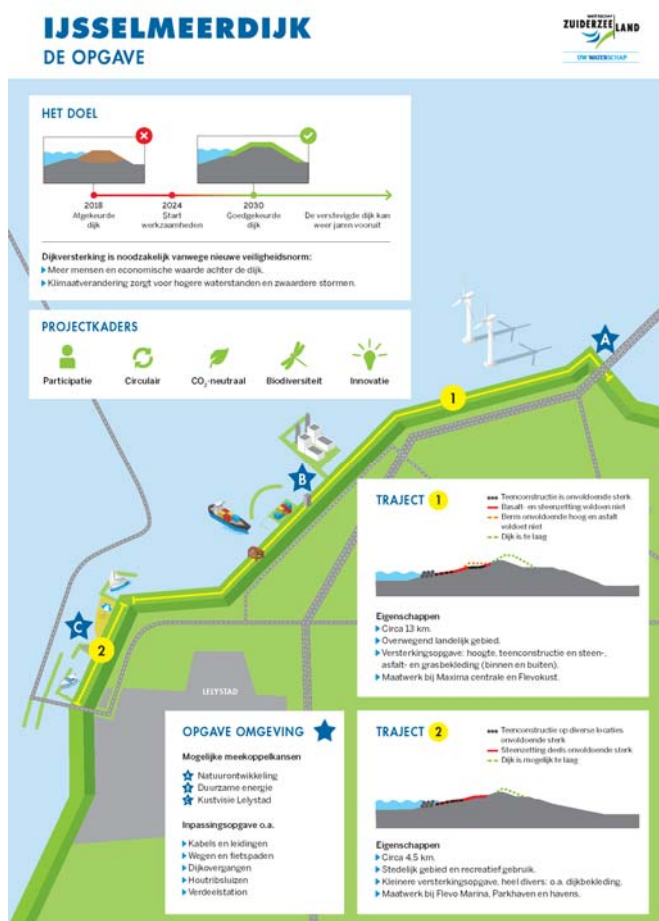 IJSSELMEERDIJK
DE OPGAVE
WATERSCHAP
ZUIDERZEELAND
UW WATERSCHAP
HET DOEL
2018
Afgekeurde
dijk
2024
Start
werkzaamheden
2030
Goedgekeurde
dijk
De verstevigde dijk kan
weer jaren vooruit
Dijkversterking is noodzakelijk vanwege nieuwe veiligheidsnorm:
Meer mensen en economische waarde achter de dijk.
Klimaatverandering zorgt voor hogere waterstanden en zwaardere stormen.
PROJECTKADERS
Participatie
Circulair
CO₂-neutraal
Biodiversiteit
Innovatie
A
1
B
C
2
LELYSTAD
TRAJECT 1
Teenconstructie is onvoldoende sterk
Basalt- en steenzetting voldoen niet
Berm onvoldoende hoog en asfalt
voldoet niet
Dijk is te laag
Eigenschappen
Circa 13 km.
Overwegend landelijk gebied.
Versterkingsopgave: hoogte, teenconstructie en steen-,
asfalt- en grasbekleding (binnen en buiten).
Maatwerk bij Maxima centrale en Flevokust.
OPGAVE OMGEVING
Mogelijke meekoppelkansen
Natuurontwikkeling
Duurzame energie
Kustvisie Lelystad
Inpassingsopgave o.a.
Kabels en leidingen
Wegen en fietspaden
Dijkovergangen
Houtribsluizen
Verdeelstation
TRAJECT 2
Teenconstructie op diverse locaties
onvoldoende sterk
Steenzetting deels onvoldoende sterk
Dijk is mogelijk te laag
Eigenschappen
Circa 4,5 km.
Stedelijk gebied en recreatief gebruik.
Kleinere versterkingsopgave, heel divers: o.a. dijkbekleding.
Maatwerk bij Flevo Marina, Parkhaven en havens.